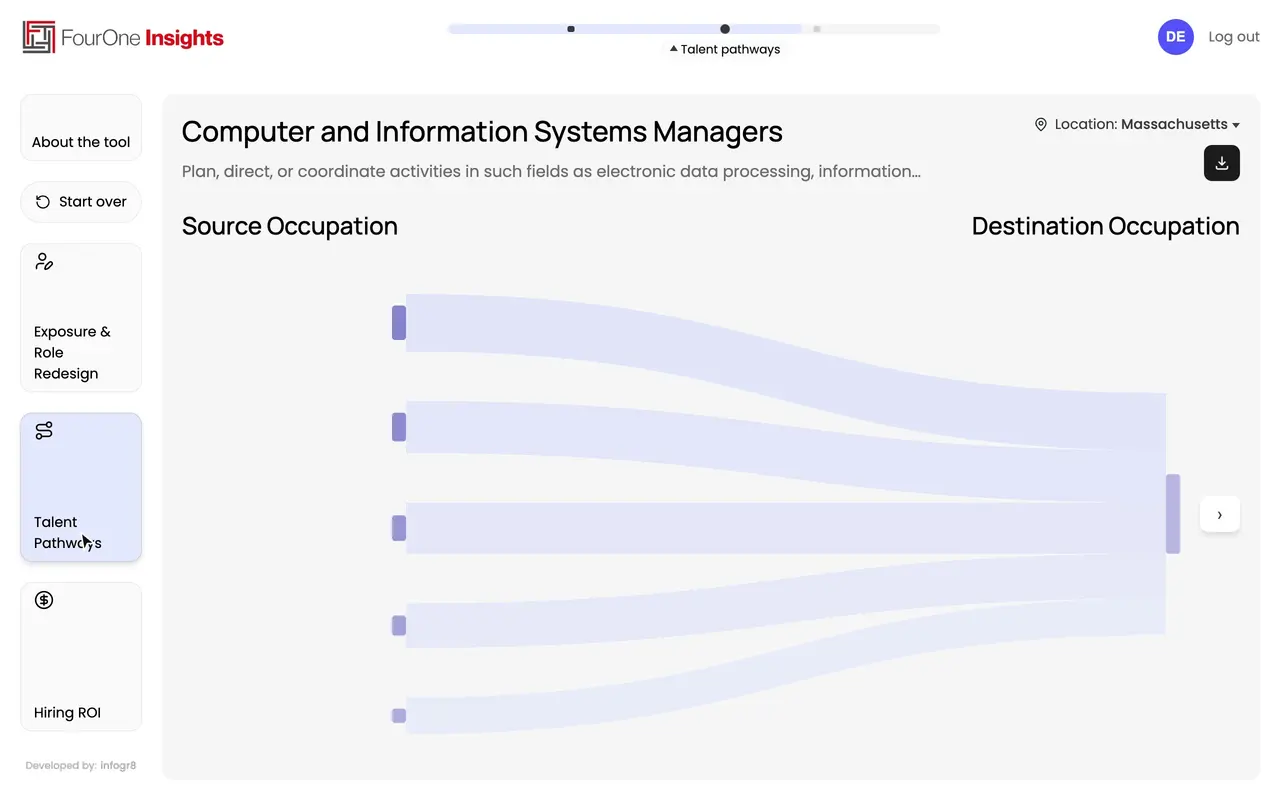 FourOne Insights
Talent pathways
DE
Log out
About the tool
Start over
Exposure &
Role
Redesign
Talent
Pathways
Hiring ROI
Developed by: infogr8
Computer and Information Systems Managers
Location: Massachusetts
Plan, direct, or coordinate activities in such fields as electronic data processing, information...
Source Occupation
Destination Occupation